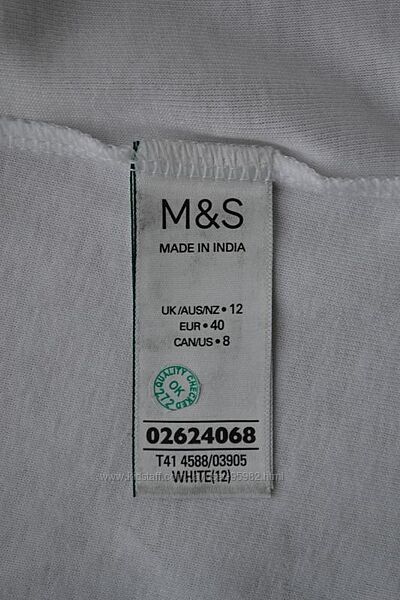 M&S
MADE IN INDIA
UK/AUS/NZ • 12
EUR • 40
CAN/US • 8
QUALITY CHECKED
OK
272
02624068
T41 4588/03905
WHITE(12)